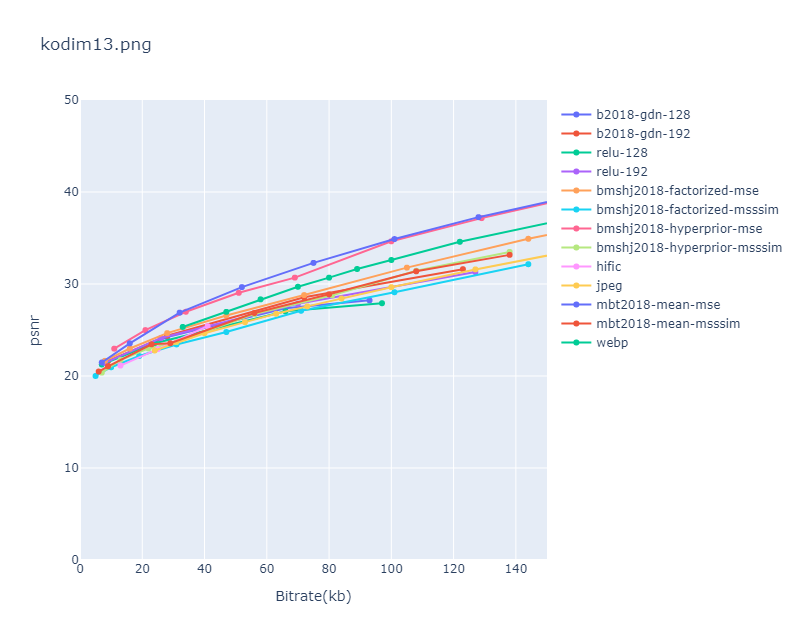 kodim13.png
50
40
30
20
10
0
psnr
0 20 40 60 80 100 120 140
Bitrate(kb)
b2018-gdn-128
b2018-gdn-192
relu-128
relu-192
bmshj2018-factorized-mse
bmshj2018-factorized-msssim
bmshj2018-hyperprior-mse
bmshj2018-hyperprior-msssim
hific
jpeg
mbt2018-mean-mse
mbt2018-mean-msssim
webp